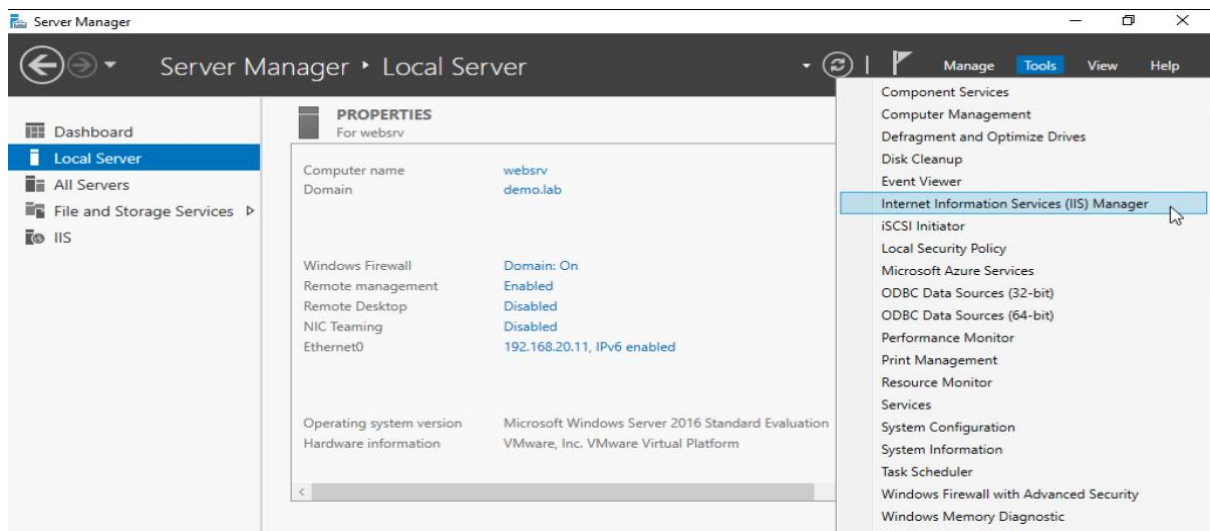 Server Manager
Server Manager ‣ Local Server
Manage Tools View Help
Dashboard
Local Server
All Servers
File and Storage Services
IIS
PROPERTIES
For websrv
Computer name websrv
Domain demo.lab
Windows Firewall Domain: On
Remote management Enabled
Remote Desktop Disabled
NIC Teaming Disabled
Ethernet0 192.168.20.11, IPv6 enabled
Operating system version Microsoft Windows Server 2016 Standard Evaluation
Hardware information VMware, Inc. VMware Virtual Platform
Component Services
Computer Management
Defragment and Optimize Drives
Disk Cleanup
Event Viewer
Internet Information Services (IIS) Manager
iSCSI Initiator
Local Security Policy
Microsoft Azure Services
ODBC Data Sources (32-bit)
ODBC Data Sources (64-bit)
Performance Monitor
Print Management
Resource Monitor
Services
System Configuration
System Information
Task Scheduler
Windows Firewall with Advanced Security
Windows Memory Diagnostic